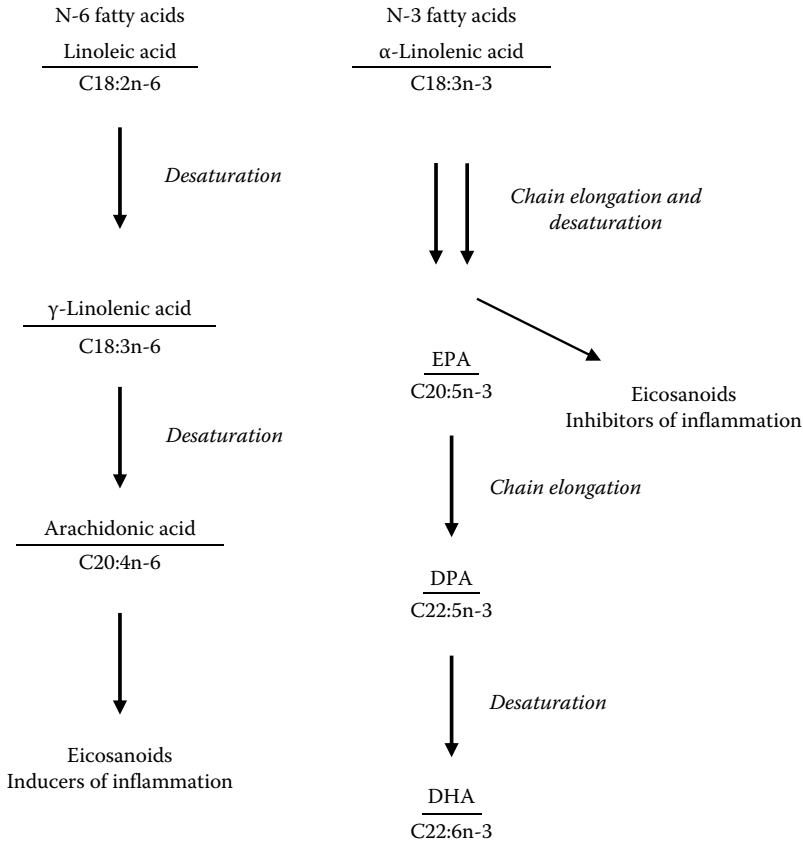 N-6 fatty acids
Linoleic acid
C18:2n-6
Desaturation
γ-Linolenic acid
C18:3n-6
Desaturation
Arachidonic acid
C20:4n-6
Eicosanoids
Inducers of inflammation
N-3 fatty acids
α-Linolenic acid
C18:3n-3
Chain elongation and
desaturation
EPA
C20:5n-3
Eicosanoids
Inhibitors of inflammation
Chain elongation
DPA
C22:5n-3
Desaturation
DHA
C22:6n-3